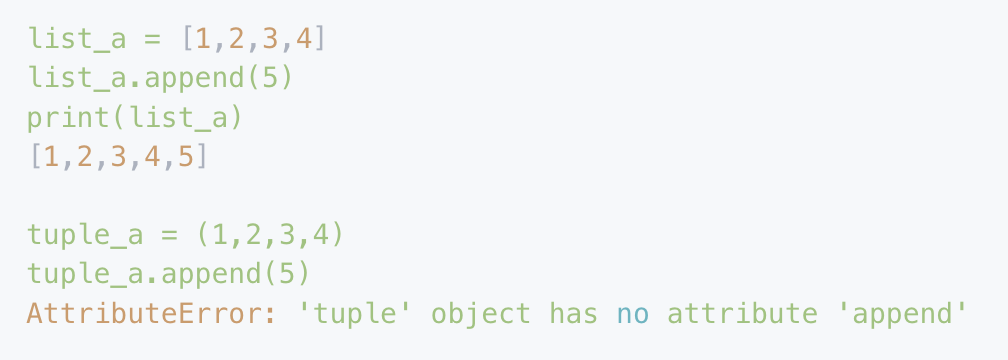 list_a = [1,2,3,4]
list_a.append(5)
print(list_a)
[1,2,3,4,5]

tuple_a = (1,2,3,4)
tuple_a.append(5)
AttributeError: 'tuple' object has no attribute 'append'